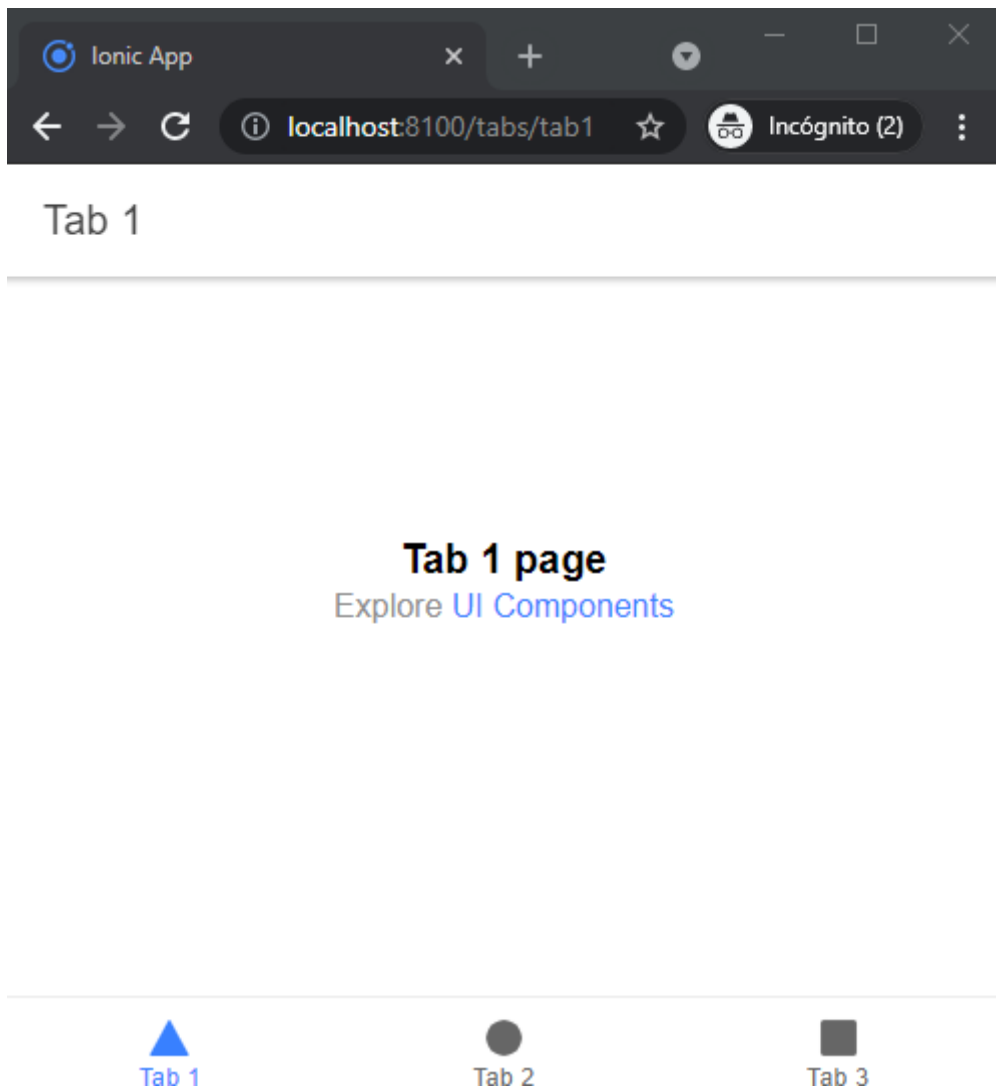 Ionic App
localhost:8100/tabs/tab1 Incógnito (2)
Tab 1
Tab 1 page
Explore UI Components
Tab 1 Tab 2 Tab 3